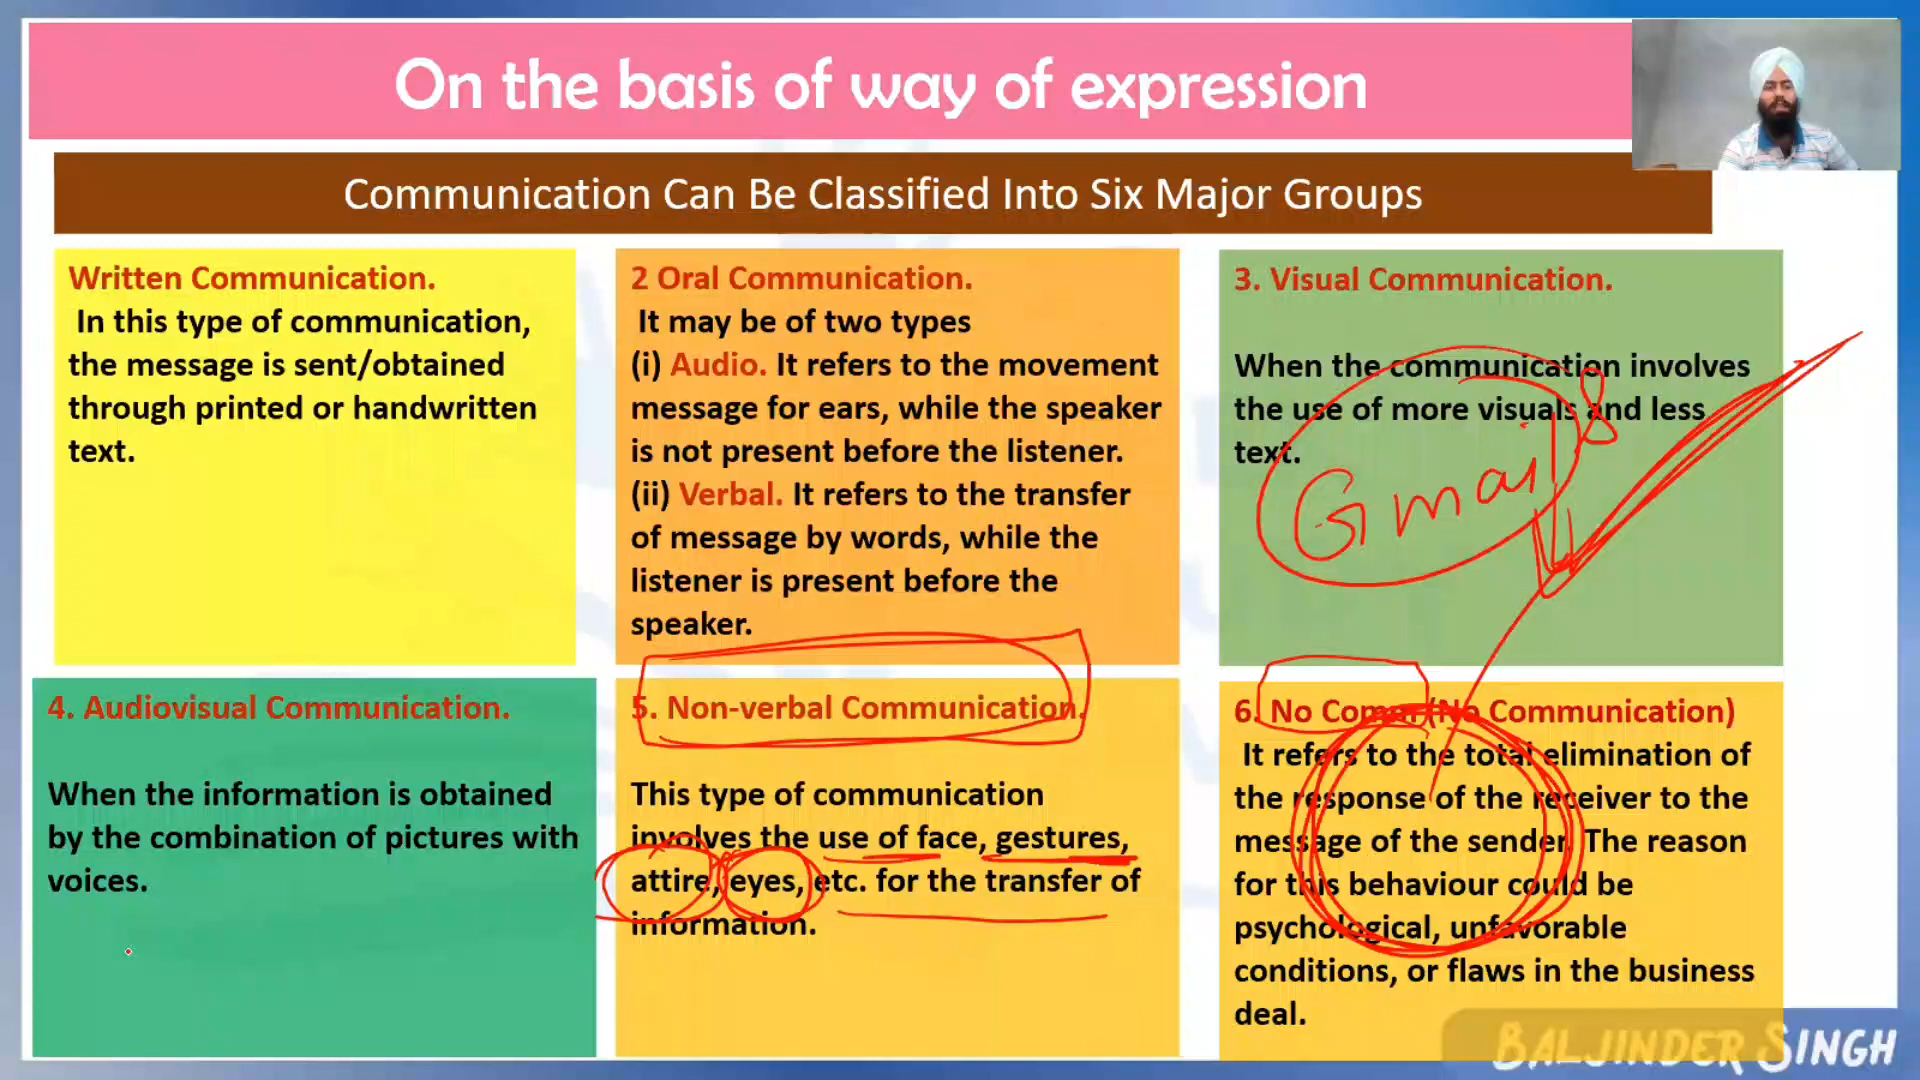 On the basis of way of expression
Communication Can Be Classified Into Six Major Groups
Written Communication.
In this type of communication,
the message is sent/obtained
through printed or handwritten
text.
2 Oral Communication.
It may be of two types
(i) Audio. It refers to the movement
message for ears, while the speaker
is not present before the listener.
(ii) Verbal. It refers to the transfer
of message by words, while the
listener is present before the
speaker.
3. Visual Communication.
When the communication involves
the use of more visuals and less
text.
Gmail
4. Audiovisual Communication.
When the information is obtained
by the combination of pictures with
voices.
5. Non-verbal Communication.
This type of communication
involves the use of face, gestures,
attire, eyes, etc. for the transfer of
information.
6. No Comm (No Communication)
It refers to the total elimination of
the response of the receiver to the
message of the sender. The reason
for this behaviour could be
psychological, unfavorable
conditions, or flaws in the business
deal.
BALJINDER SINGH